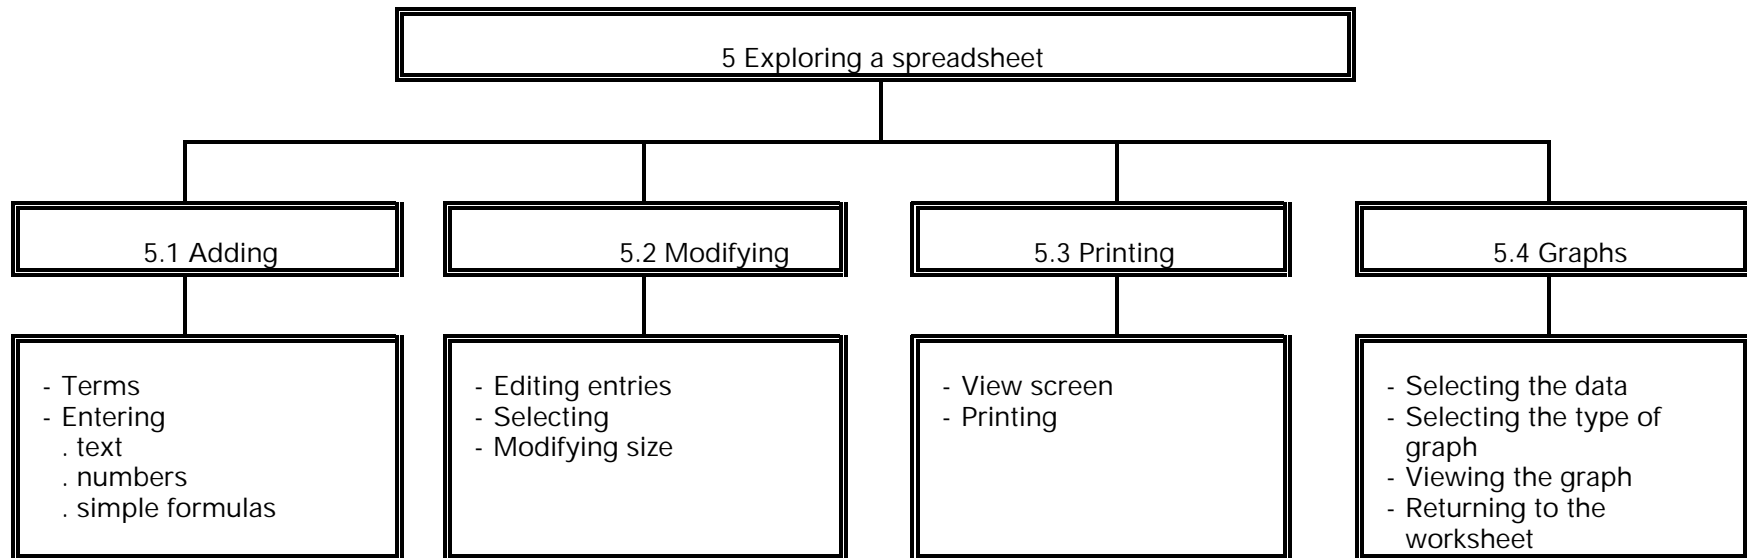 5 Exploring a spreadsheet
5.1 Adding
5.2 Modifying
5.3 Printing
5.4 Graphs
- Terms
- Entering
. text
. numbers
. simple formulas
- Editing entries
- Selecting
- Modifying size
- View screen
- Printing
- Selecting the data
- Selecting the type of
graph
- Viewing the graph
- Returning to the
worksheet